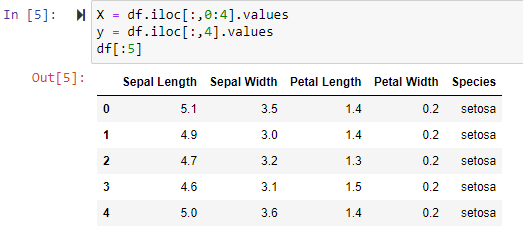 In [5]: X = df.iloc[:,0:4].values
y = df.iloc[:,4].values
df[:5]
Out[5]:
Sepal Length Sepal Width Petal Length Petal Width Species
0 5.1 3.5 1.4 0.2 setosa
1 4.9 3.0 1.4 0.2 setosa
2 4.7 3.2 1.3 0.2 setosa
3 4.6 3.1 1.5 0.2 setosa
4 5.0 3.6 1.4 0.2 setosa